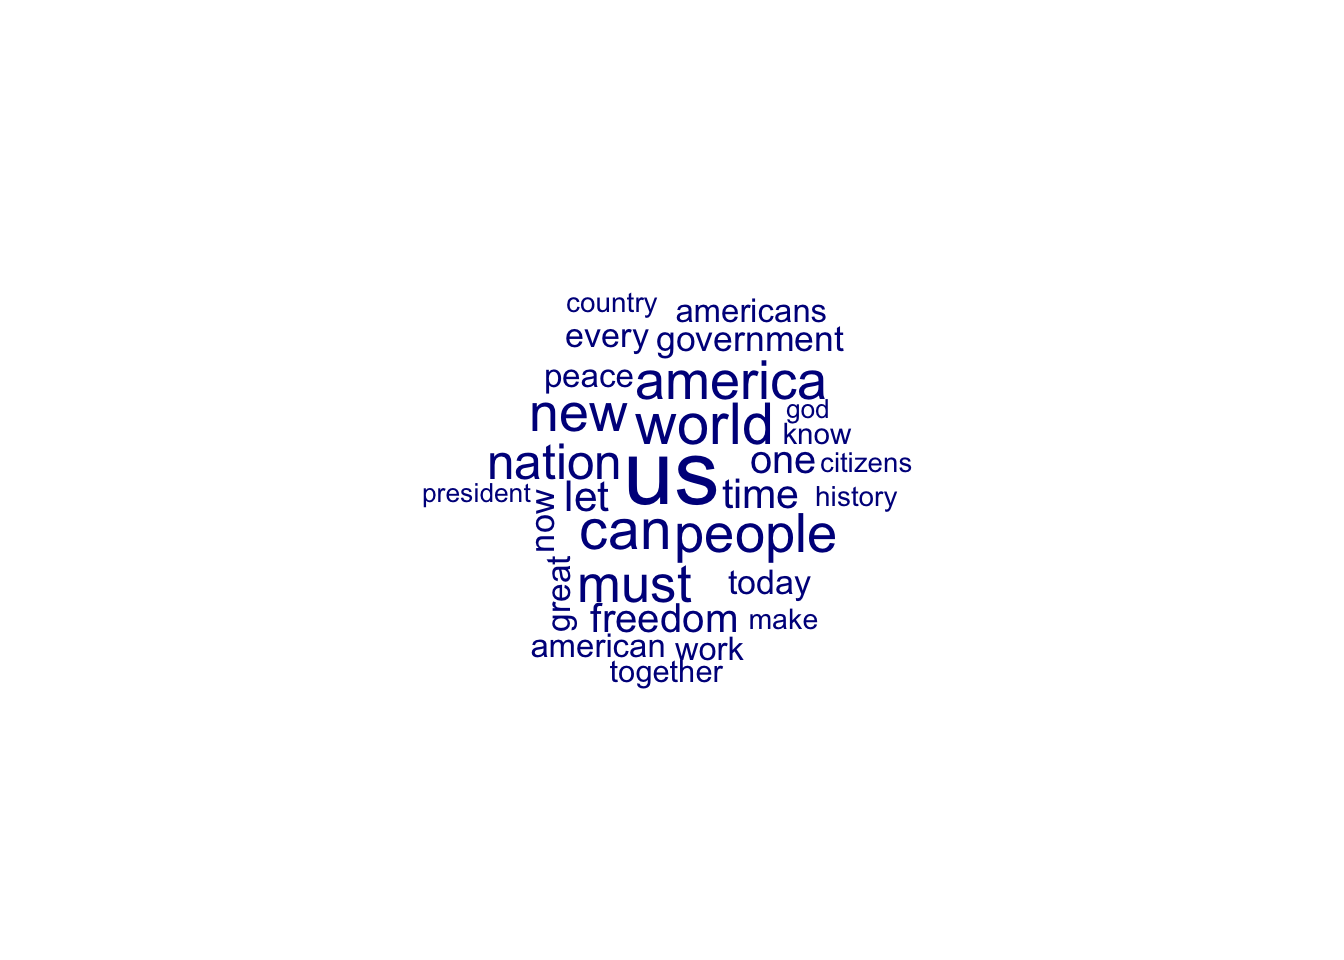 country
americans
every
government
peace
america
new
world
god
know
nation
us
one
citizens
president
now
let
time
history
can
people
great
must
today
freedom
make
american
work
together